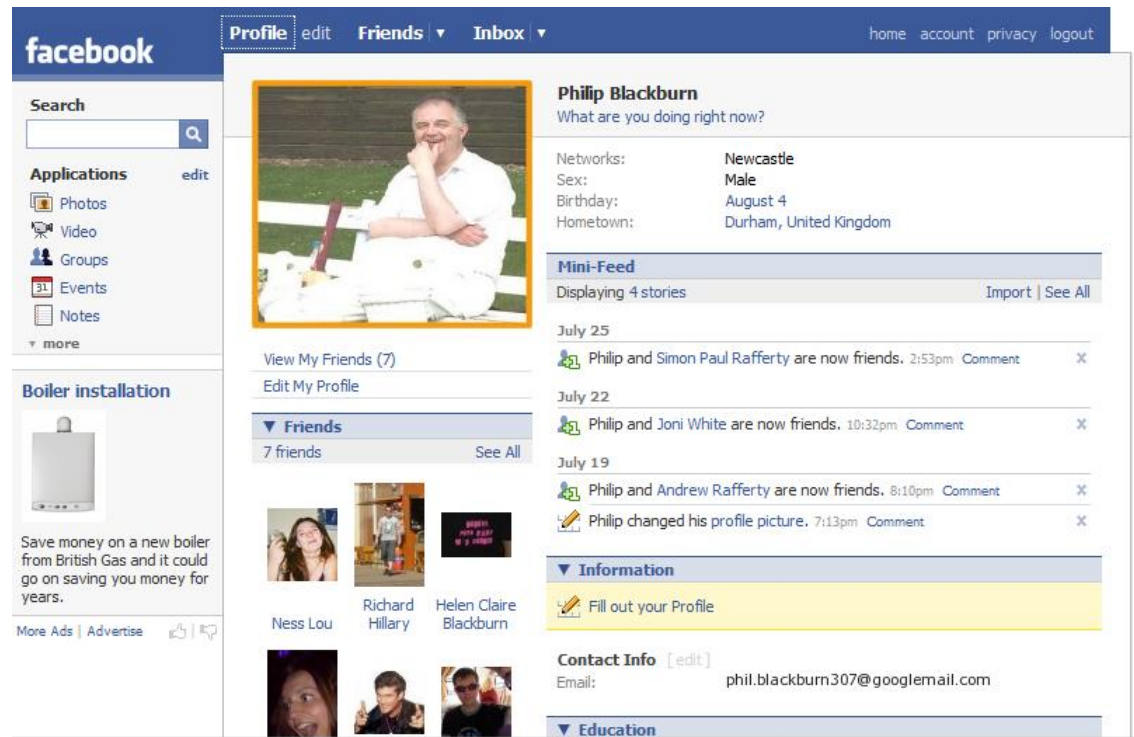 facebook
Profile edit Friends ▼ Inbox ▼
home account privacy logout
Search
Applications edit
Photos
Video
Groups
31 Events
Notes
▼ more
Boiler installation
Save money on a new boiler
from British Gas and it could
go on saving you money for
years.
More Ads | Advertise
View My Friends (7)
Edit My Profile
▼ Friends
7 friends See All
Ness Lou
Richard
Hillary
Helen Claire
Blackburn
Philip Blackburn
What are you doing right now?
Networks: Newcastle
Sex: Male
Birthday: August 4
Hometown: Durham, United Kingdom
Mini-Feed
Displaying 4 stories Import | See All
July 25
Philip and Simon Paul Rafferty are now friends. 2:53pm Comment x
July 22
Philip and Joni White are now friends. 10:32pm Comment x
July 19
Philip and Andrew Rafferty are now friends. 8:10pm Comment x
Philip changed his profile picture. 7:13pm Comment x
▼ Information
Fill out your Profile
Contact Info [edit]
Email: phil.blackburn307@googlemail.com
▼ Education